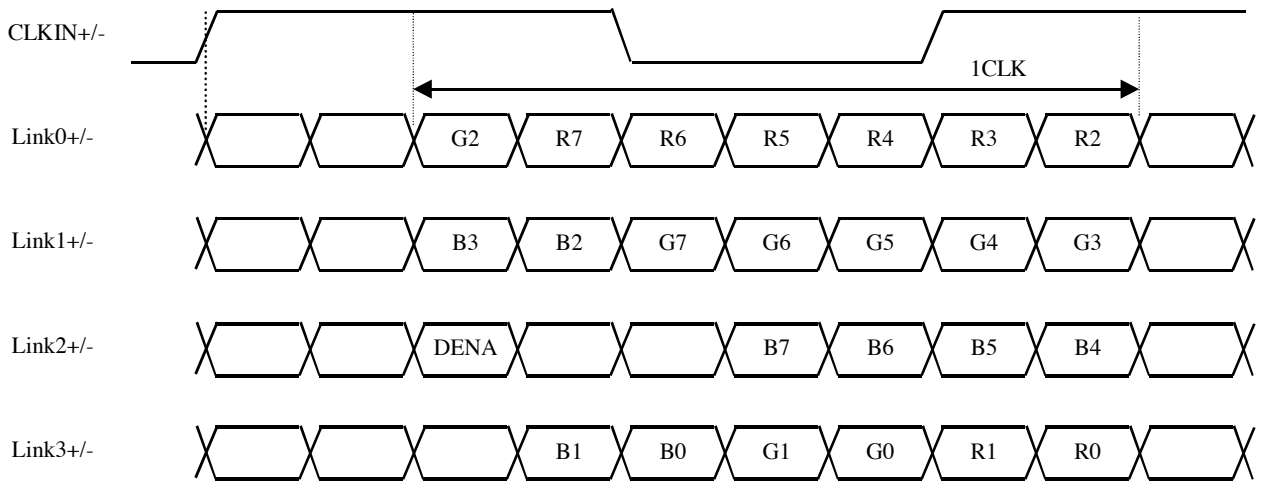 CLKIN+/-
1CLK
Link0+/- G2 R7 R6 R5 R4 R3 R2
Link1+/- B3 B2 G7 G6 G5 G4 G3
Link2+/- DENA B7 B6 B5 B4
Link3+/- B1 B0 G1 G0 R1 R0